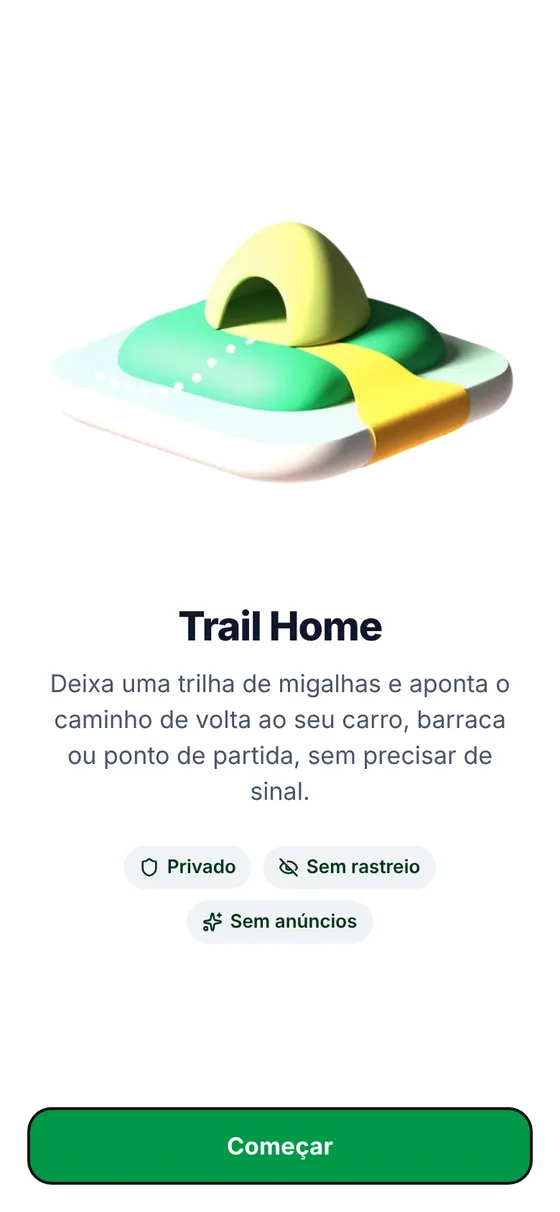 Trail Home
Deixa uma trilha de migalhas e aponta o
caminho de volta ao seu carro, barraca
ou ponto de partida, sem precisar de
sinal.
Privado
Sem rastreio
Sem anúncios
Começar